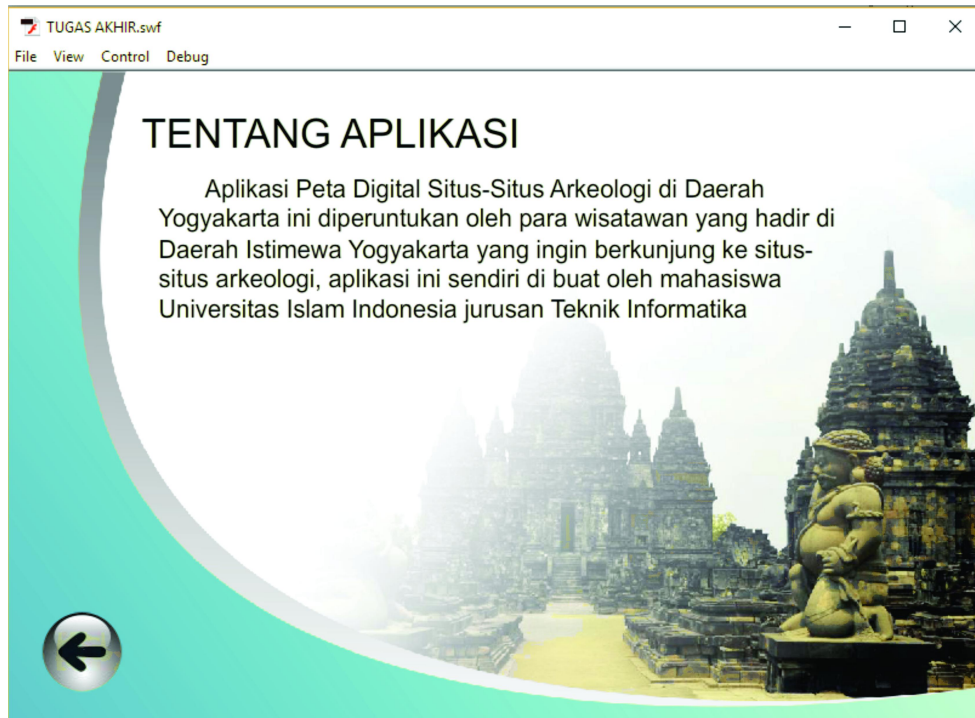 TUGAS AKHIR.swf
File View Control Debug
TENTANG APLIKASI
Aplikasi Peta Digital Situs-Situs Arkeologi di Daerah
Yogyakarta ini diperuntukan oleh para wisatawan yang hadir di
Daerah Istimewa Yogyakarta yang ingin berkunjung ke situs-
situs arkeologi, aplikasi ini sendiri di buat oleh mahasiswa
Universitas Islam Indonesia jurusan Teknik Informatika